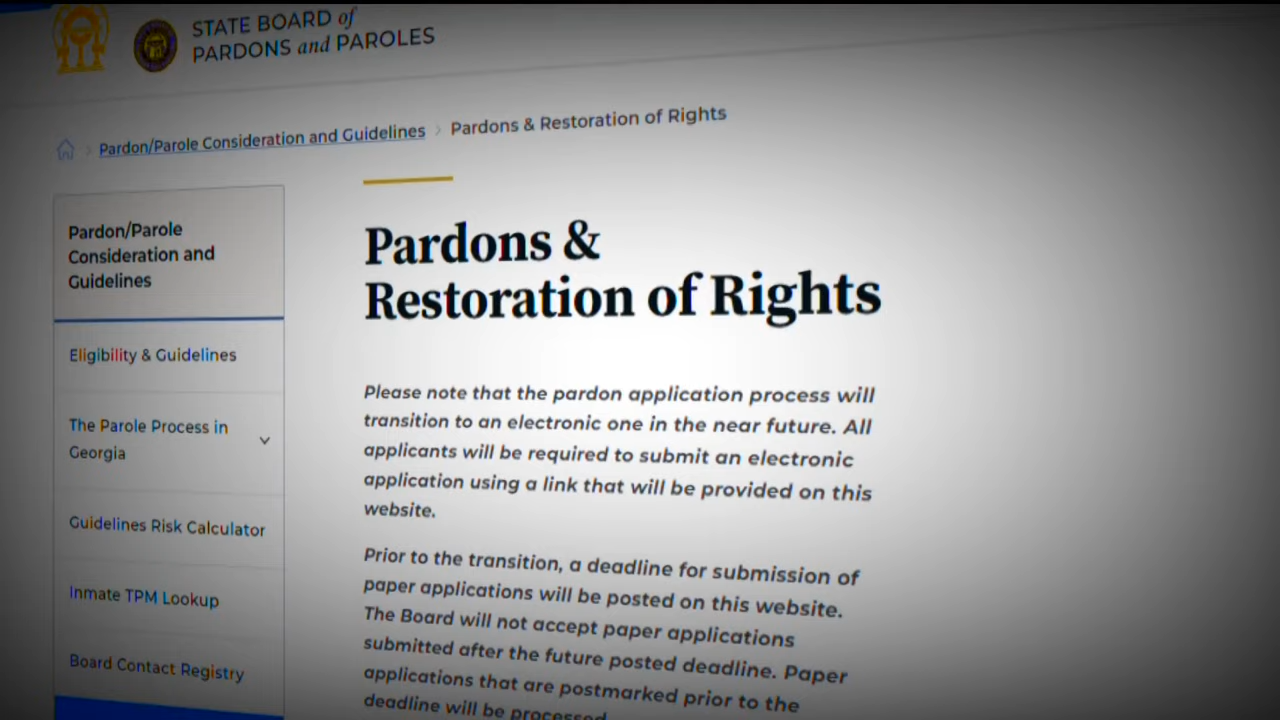 STATE BOARD of
PARDONS and PAROLES
Pardon/Parole Consideration and Guidelines > Pardons & Restoration of Rights
Pardon/Parole
Consideration and
Guidelines
Eligibility & Guidelines
The Parole Process in
Georgia
Guidelines Risk Calculator
Inmate TPM Lookup
Board Contact Registry
Pardons &
Restoration of Rights
Please note that the pardon application process will
transition to an electronic one in the near future. All
applicants will be required to submit an electronic
application using a link that will be provided on this
website.
Prior to the transition, a deadline for submission of
paper applications will be posted on this website.
The Board will not accept paper applications
submitted after the future posted deadline. Paper
applications that are postmarked prior to the
deadline will be processed